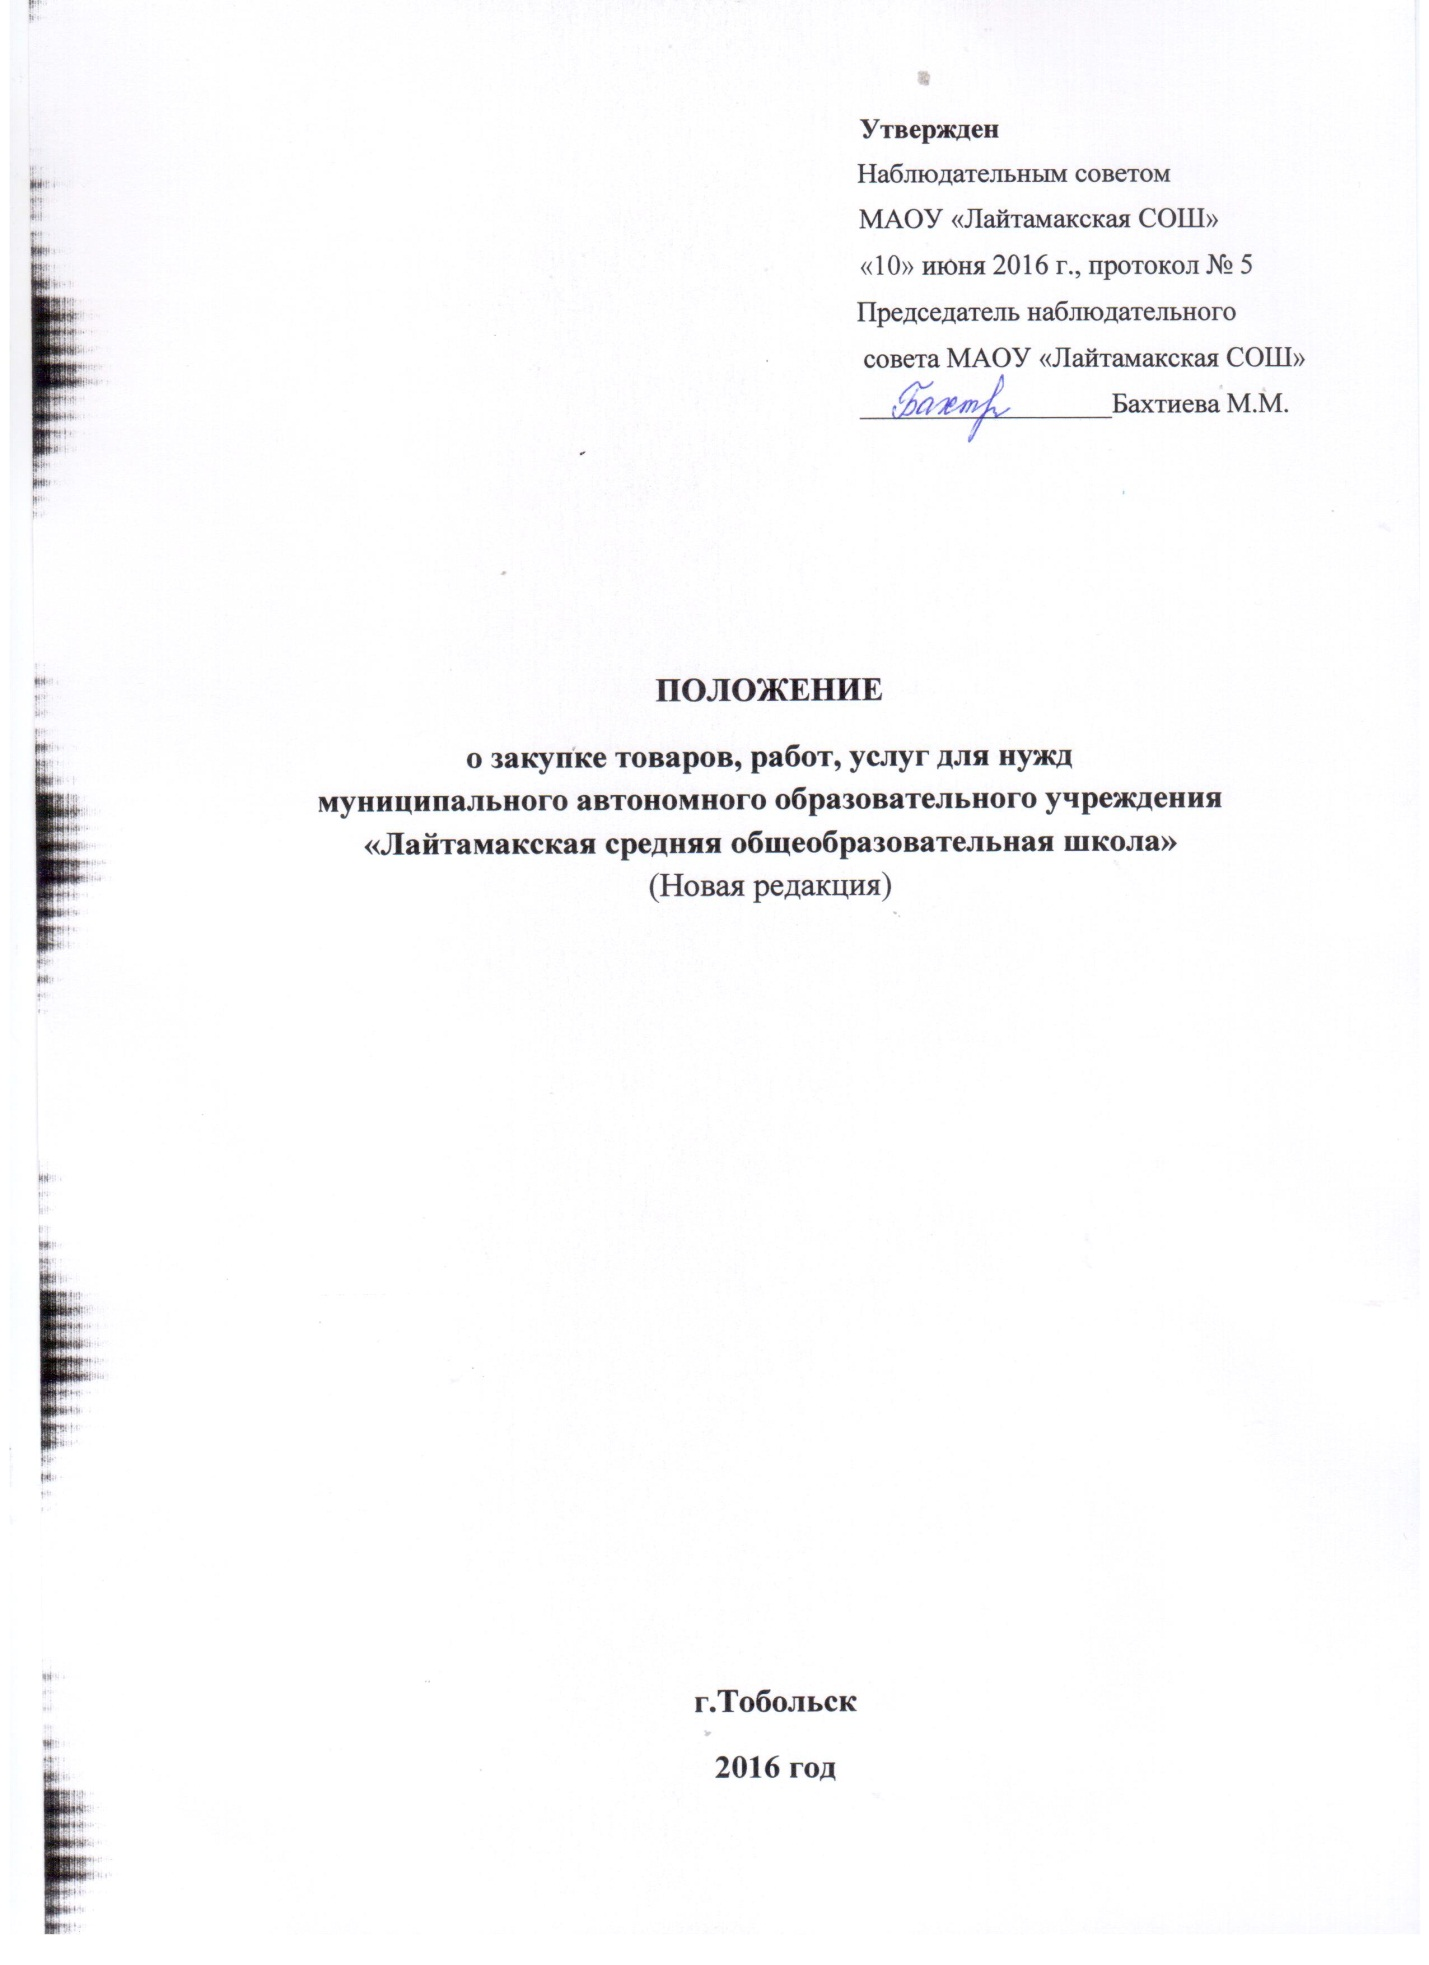 Утвержден
Наблюдательным советом
МАОУ «Лайтамакская СОШ»
«10» июня 2016 г., протокол № 5
Председатель наблюдательного
совета МАОУ «Лайтамакская СОШ»
__________________Бахтиева М.М.
ПОЛОЖЕНИЕ
о закупке товаров, работ, услуг для нужд
муниципального автономного образовательного учреждения
«Лайтамакская средняя общеобразовательная школа»
(Новая редакция)
г.Тобольск
2016 год